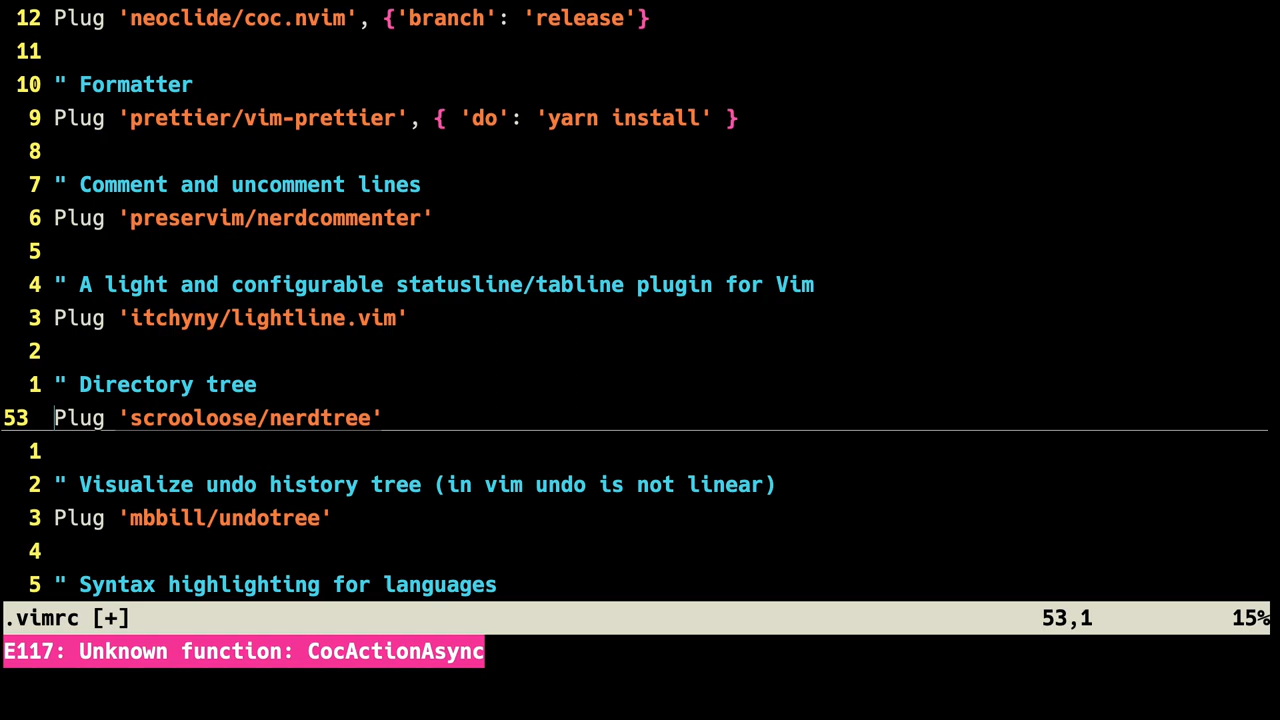 12 Plug 'neoclide/coc.nvim', {'branch': 'release'}
11
10 " Formatter
9 Plug 'prettier/vim-prettier', { 'do': 'yarn install' }
8
7 " Comment and uncomment lines
6 Plug 'preservim/nerdcommenter'
5
4 " A light and configurable statusline/tabline plugin for Vim
3 Plug 'itchyny/lightline.vim'
2
1 " Directory tree
53 Plug 'scrooloose/nerdtree'
1
2 " Visualize undo history tree (in vim undo is not linear)
3 Plug 'mbbill/undotree'
4
5 " Syntax highlighting for languages
.vimrc [+] 53,1 15%
E117: Unknown function: CocActionAsync